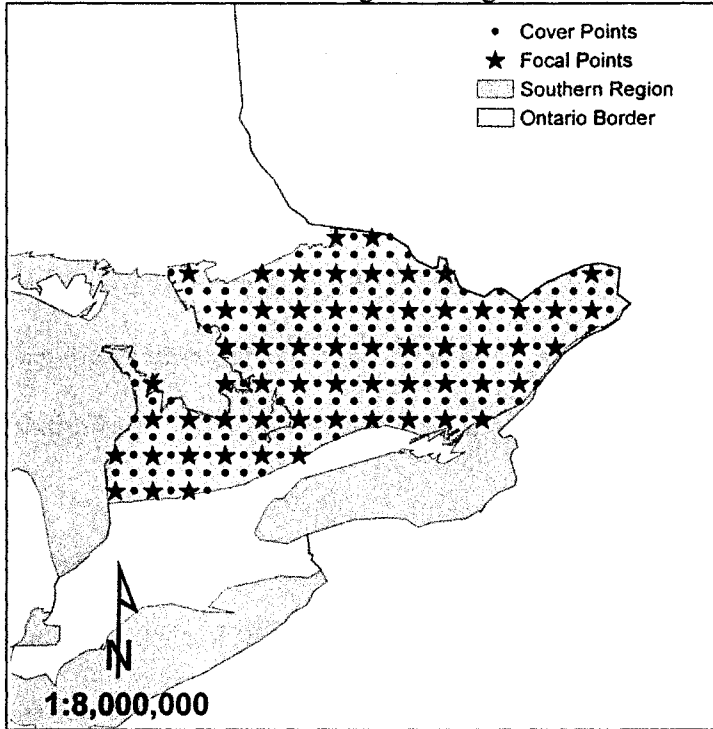 Cover Points
Focal Points
Southern Region
Ontario Border
N
1:8,000,000